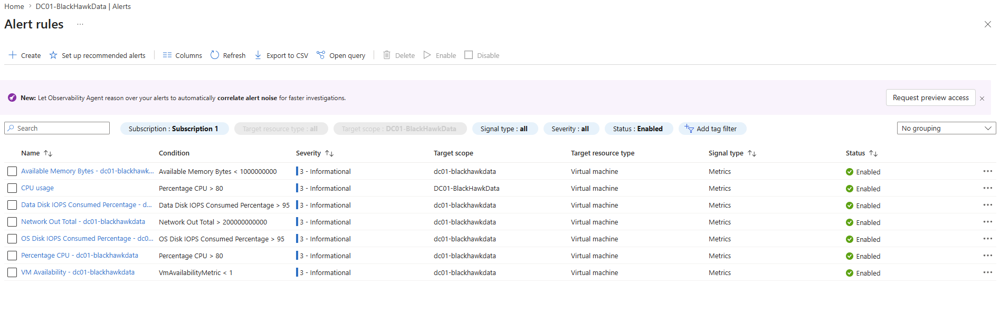 Home > DC01-BlackHawkData | Alerts
Alert rules ...
Create Set up recommended alerts Columns Refresh Export to CSV Open query Delete Enable Disable
New: Let Observability Agent reason over your alerts to automatically correlate alert noise for faster investigations. Request preview access
Search Subscription : Subscription 1 Target resource type : all Target scope : DC01-BlackHawkData Signal type : all Severity : all Status : Enabled Add tag filter No grouping
Name Condition Severity Target scope Target resource type Signal type Status
Available Memory Bytes - dc01-blackhawk... Available Memory Bytes < 1000000000 3 - Informational dc01-blackhawkdata Virtual machine Metrics Enabled
CPU usage Percentage CPU > 80 3 - Informational DC01-BlackHawkData Virtual machine Metrics Enabled
Data Disk IOPS Consumed Percentage - d... Data Disk IOPS Consumed Percentage > 95 3 - Informational dc01-blackhawkdata Virtual machine Metrics Enabled
Network Out Total - dc01-blackhawkdata Network Out Total > 200000000000 3 - Informational dc01-blackhawkdata Virtual machine Metrics Enabled
OS Disk IOPS Consumed Percentage - dc0... OS Disk IOPS Consumed Percentage > 95 3 - Informational dc01-blackhawkdata Virtual machine Metrics Enabled
Percentage CPU - dc01-blackhawkdata Percentage CPU > 80 3 - Informational dc01-blackhawkdata Virtual machine Metrics Enabled
VM Availability - dc01-blackhawkdata VmAvailabilityMetric < 1 3 - Informational dc01-blackhawkdata Virtual machine Metrics Enabled